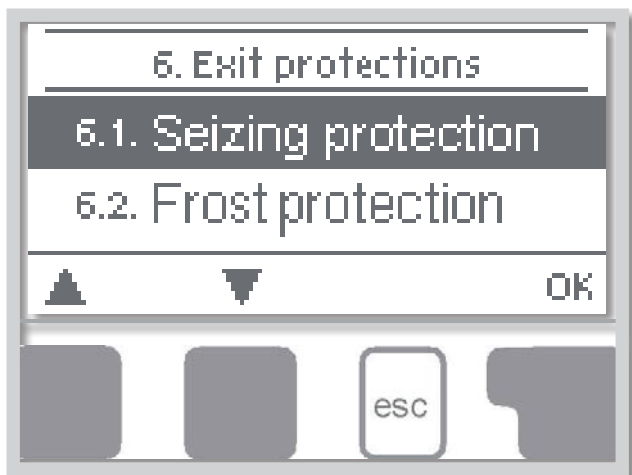 6. Exit protections
6.1. Seizing protection
6.2. Frost protection
OK
esc